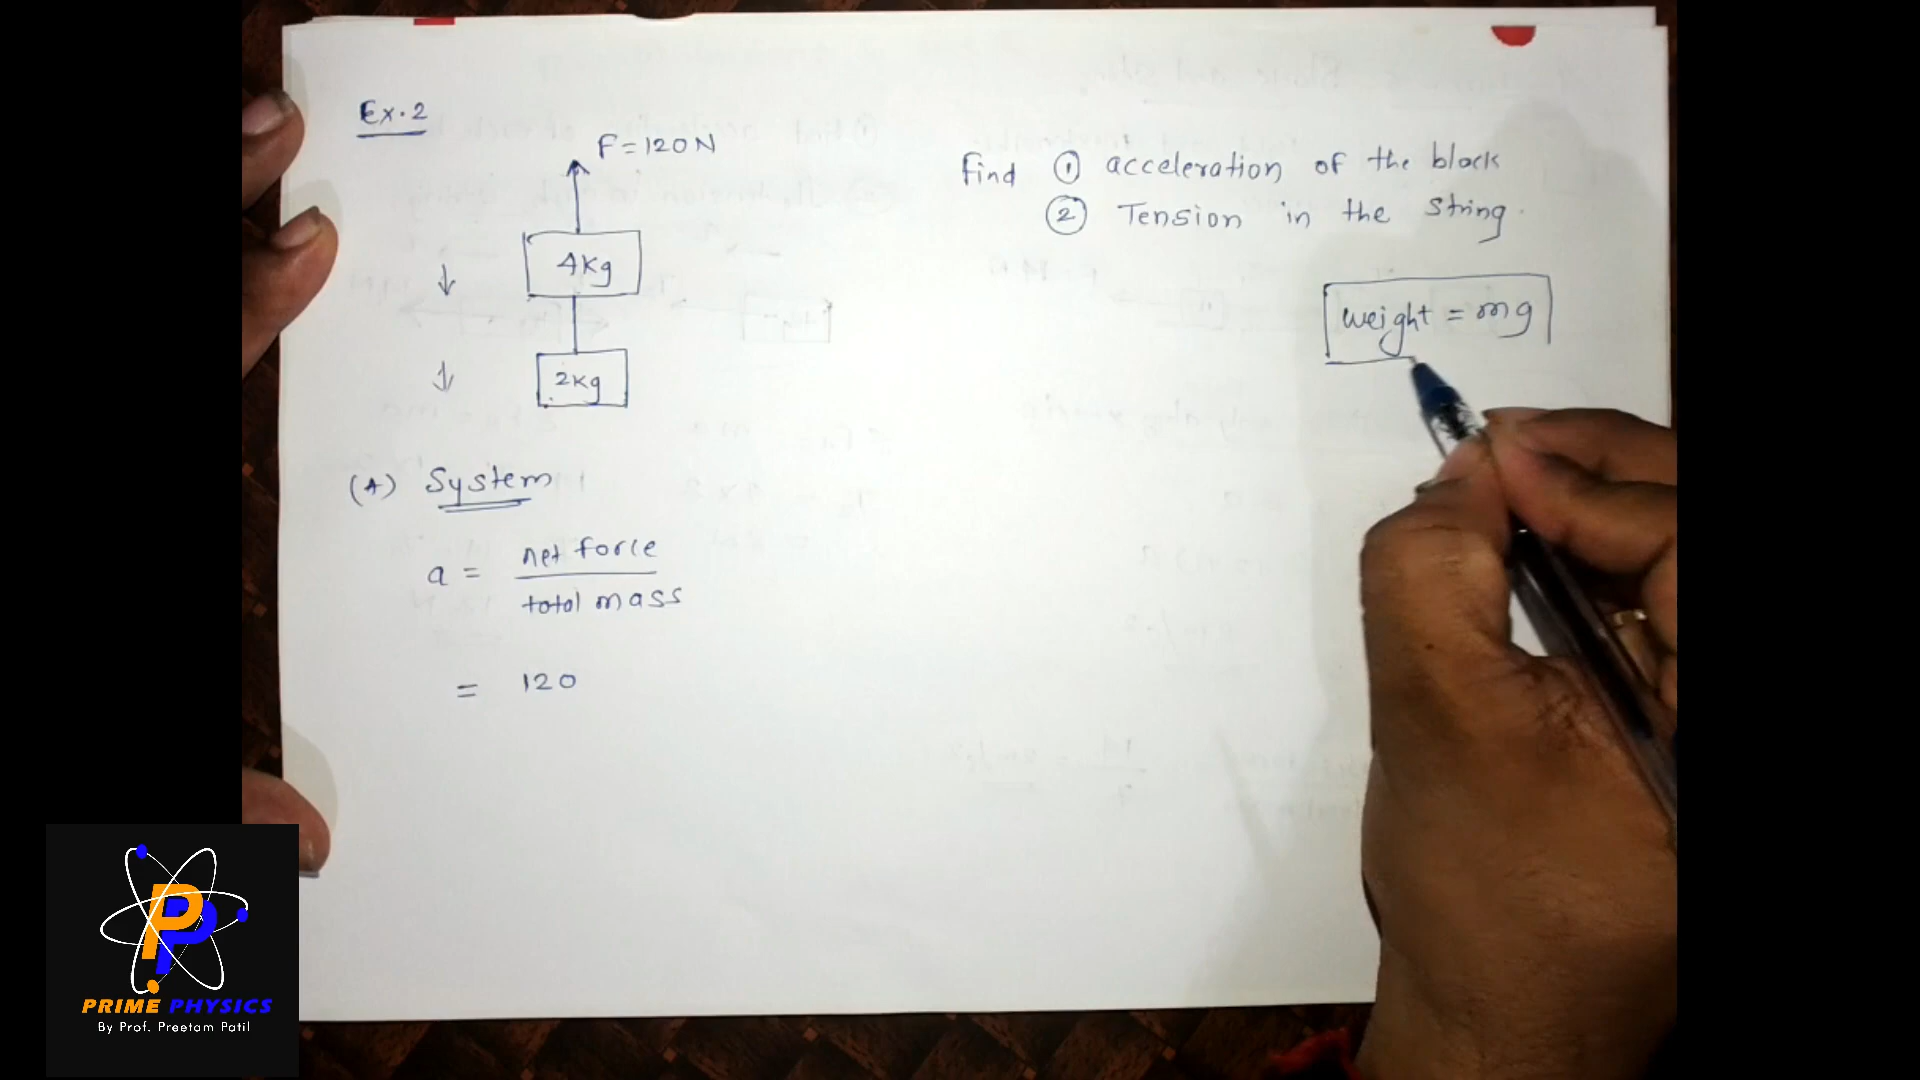 Ex.2
F = 120 N
4Kg
2Kg
find ① acceleration of the block
② Tension in the string.
weight = mg
(A) System
a = net force
total mass
= 120
PRIME PHYSICS
By Prof. Preetam Patil